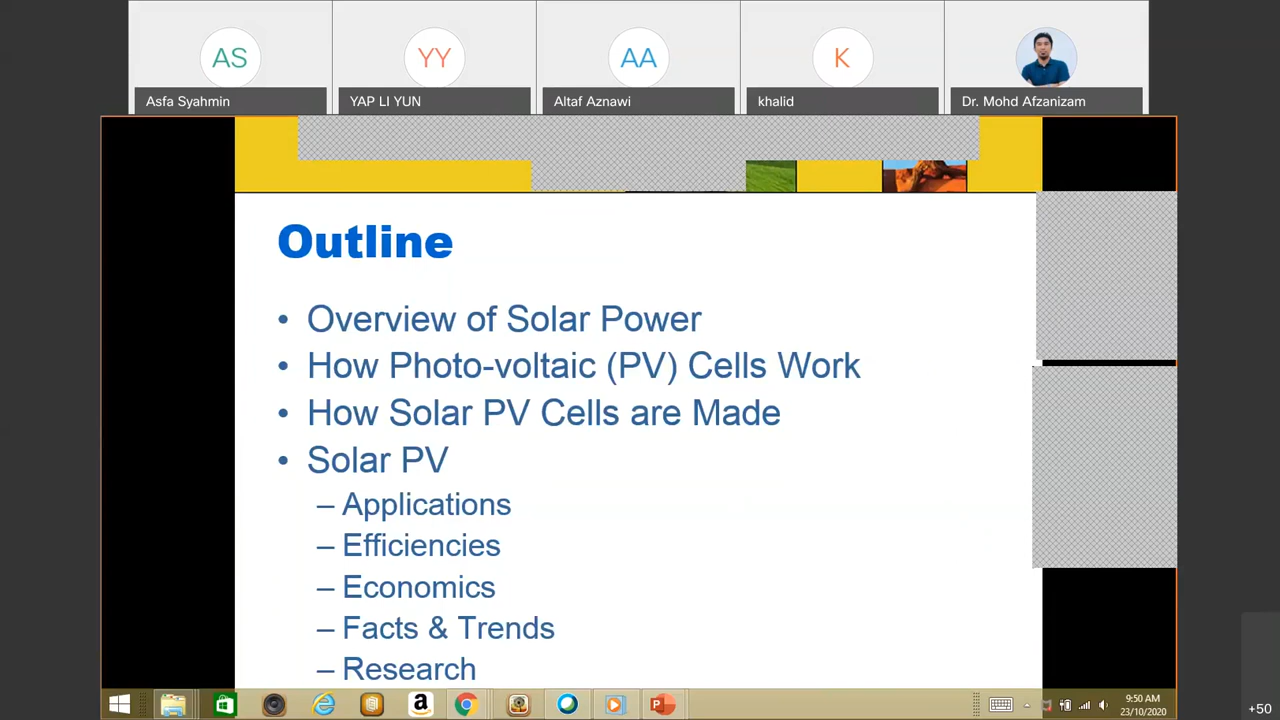 AS
YY
AA
K
Asfa Syahmin
YAP LI YUN
Altaf Aznawi
khalid
Dr. Mohd Afzanizam
Outline
• Overview of Solar Power
• How Photo-voltaic (PV) Cells Work
• How Solar PV Cells are Made
• Solar PV
– Applications
– Efficiencies
– Economics
– Facts & Trends
– Research
9:50 AM
23/10/2020
+50